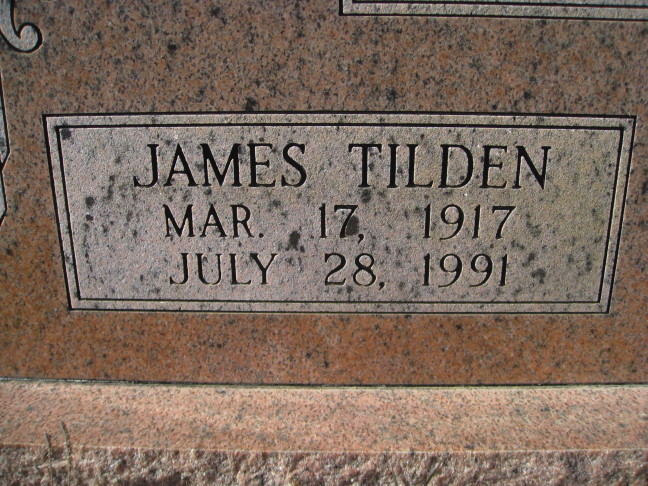 JAMES TILDEN
MAR. 17, 1917
JULY 28, 1991